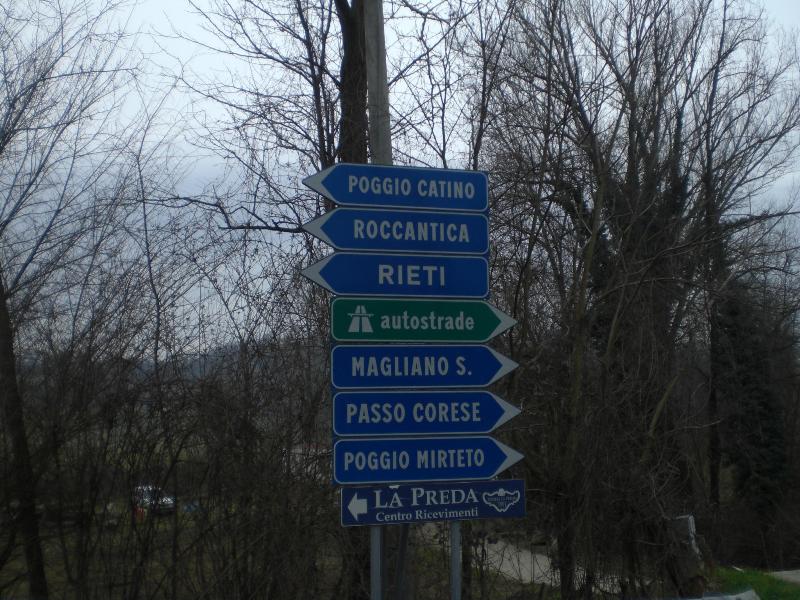 POGGIO CATINO
ROCCANTICA
RIETI
autostrade
MAGLIANO S.
PASSO CORESE
POGGIO MIRTETO
LA PREDA
Centro Ricevimenti